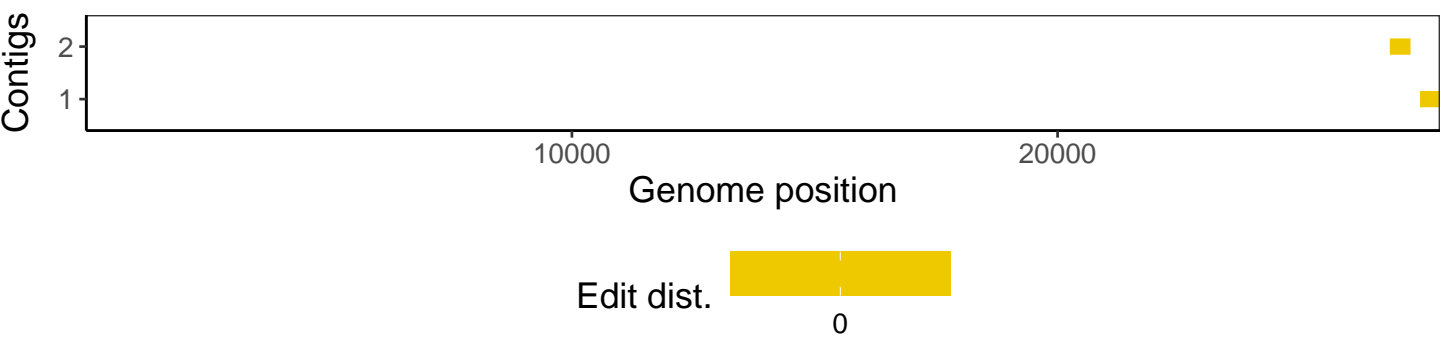 Contigs
2
1
10000
20000
Genome position
Edit dist.
0